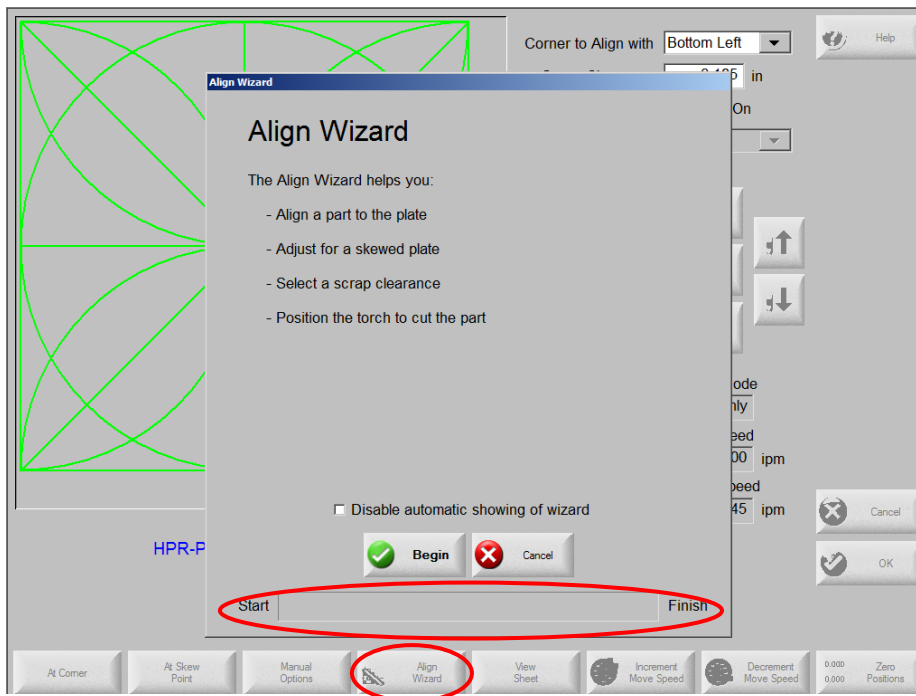 Corner to Align with Bottom Left
Help
in
On
Align Wizard
Align Wizard
The Align Wizard helps you:
- Align a part to the plate
- Adjust for a skewed plate
- Select a scrap clearance
- Position the torch to cut the part
ode
nly
eed
00 ipm
peed
Disable automatic showing of wizard
45 ipm
Cancel
HPR-P
Begin
Cancel
OK
Start
Finish
At Corner
At Skew
Point
Manual
Options
Align
Wizard
View
Sheet
Increment
Move Speed
Decrement
Move Speed
0.000
0.000
Zero
Positions